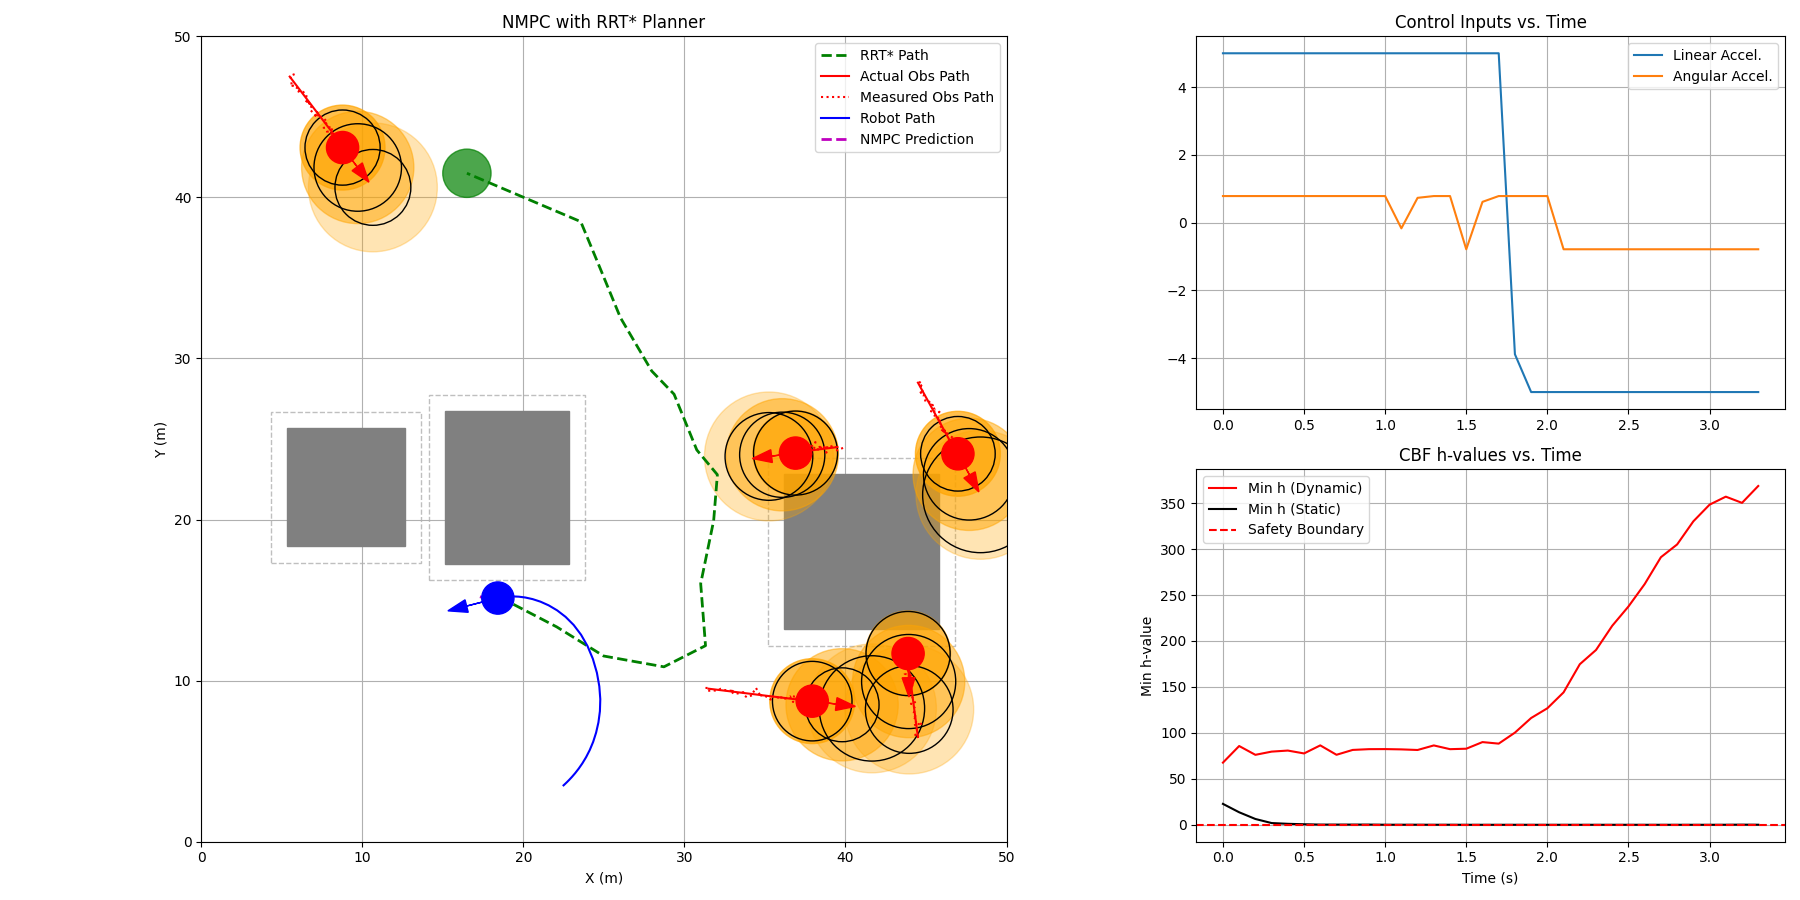 NMPC with RRT* Planner
50
40
30
20
10
0
Y (m)
0 10 20 30 40 50
X (m)
RRT* Path
Actual Obs Path
Measured Obs Path
Robot Path
NMPC Prediction
Control Inputs vs. Time
Linear Accel.
Angular Accel.
4
2
0
−2
−4
0.0 0.5 1.0 1.5 2.0 2.5 3.0
CBF h-values vs. Time
Min h (Dynamic)
Min h (Static)
Safety Boundary
350
300
250
200
150
100
50
0
Min h-value
0.0 0.5 1.0 1.5 2.0 2.5 3.0
Time (s)